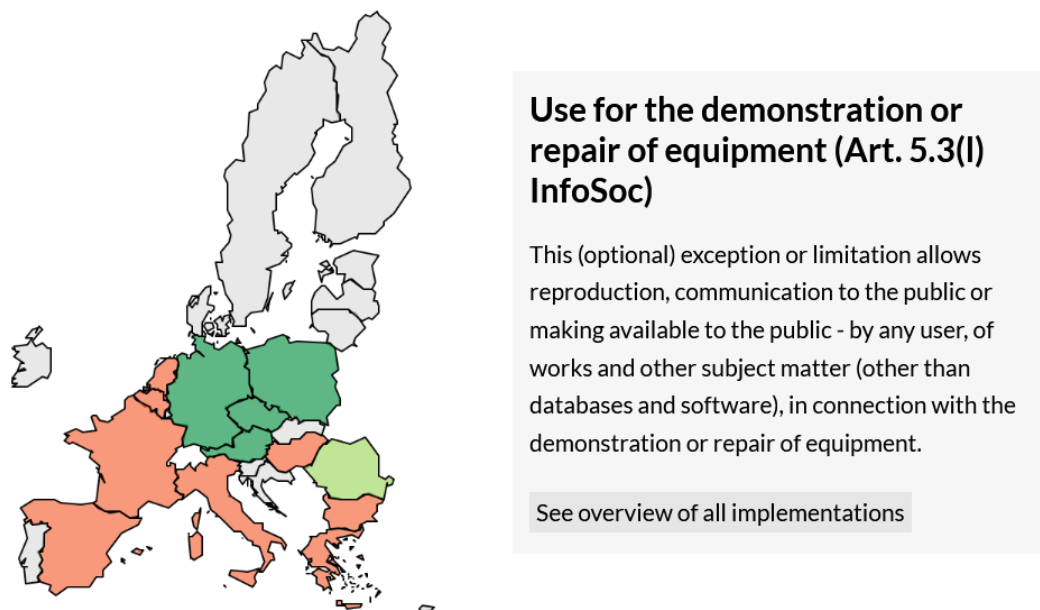 Use for the demonstration or
repair of equipment (Art. 5.3(l)
InfoSoc)
This (optional) exception or limitation allows
reproduction, communication to the public or
making available to the public - by any user, of
works and other subject matter (other than
databases and software), in connection with the
demonstration or repair of equipment.
See overview of all implementations